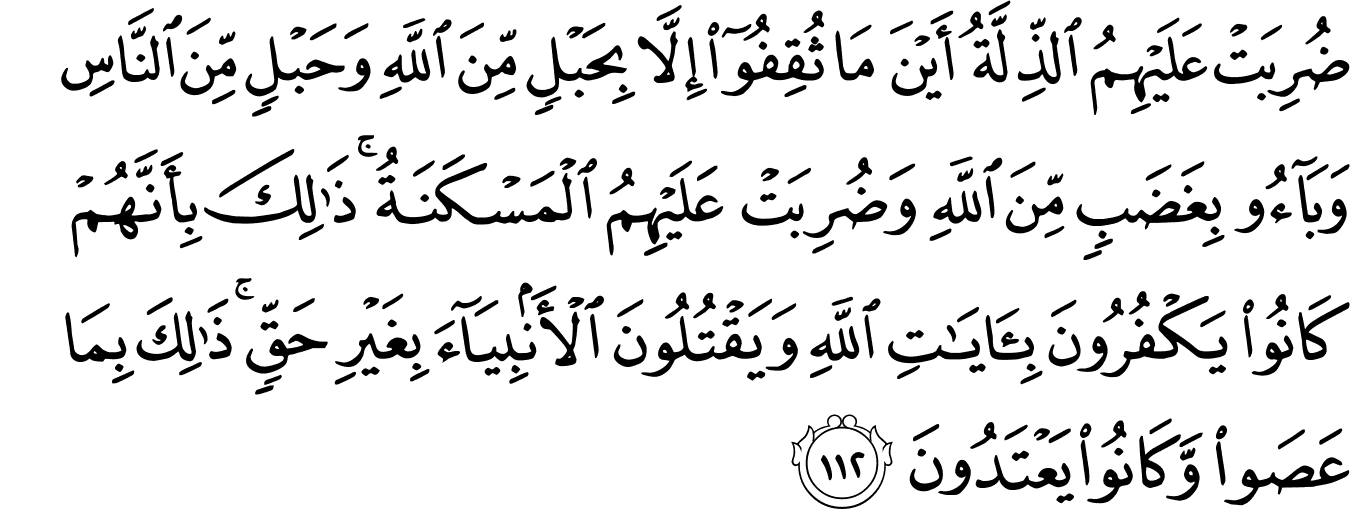 ضُرِبَتْ عَلَيْهِمُ ٱلذِّلَّةُ أَيْنَ مَا ثُقِفُوٓا۟ إِلَّا بِحَبْلٍ مِّنَ ٱللَّهِ وَحَبْلٍ مِّنَ ٱلنَّاسِ
وَبَآءُو بِغَضَبٍ مِّنَ ٱللَّهِ وَضُرِبَتْ عَلَيْهِمُ ٱلْمَسْكَنَةُ ۚ ذَٰلِكَ بِأَنَّهُمْ
كَانُوا۟ يَكْفُرُونَ بِـَٔايَـٰتِ ٱللَّهِ وَيَقْتُلُونَ ٱلْأَنۢبِيَآءَ بِغَيْرِ حَقٍّ ۚ ذَٰلِكَ بِمَا
عَصَوا۟ وَّكَانُوا۟ يَعْتَدُونَ ١١٢